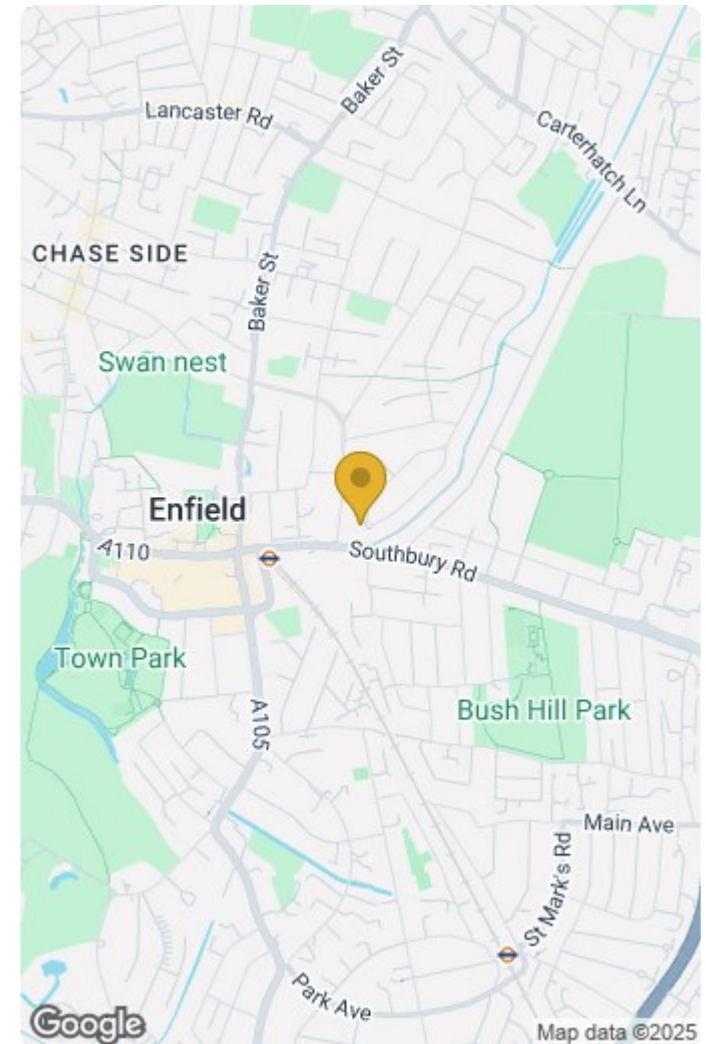 Baker St
Lancaster Rd
Carterhatch Ln
CHASE SIDE
Baker St
Swan nest
Enfield
A110
Southbury Rd
Town Park
A105
Bush Hill Park
Main Ave
St Mark's Rd
Park Ave
Google
Map data ©2025